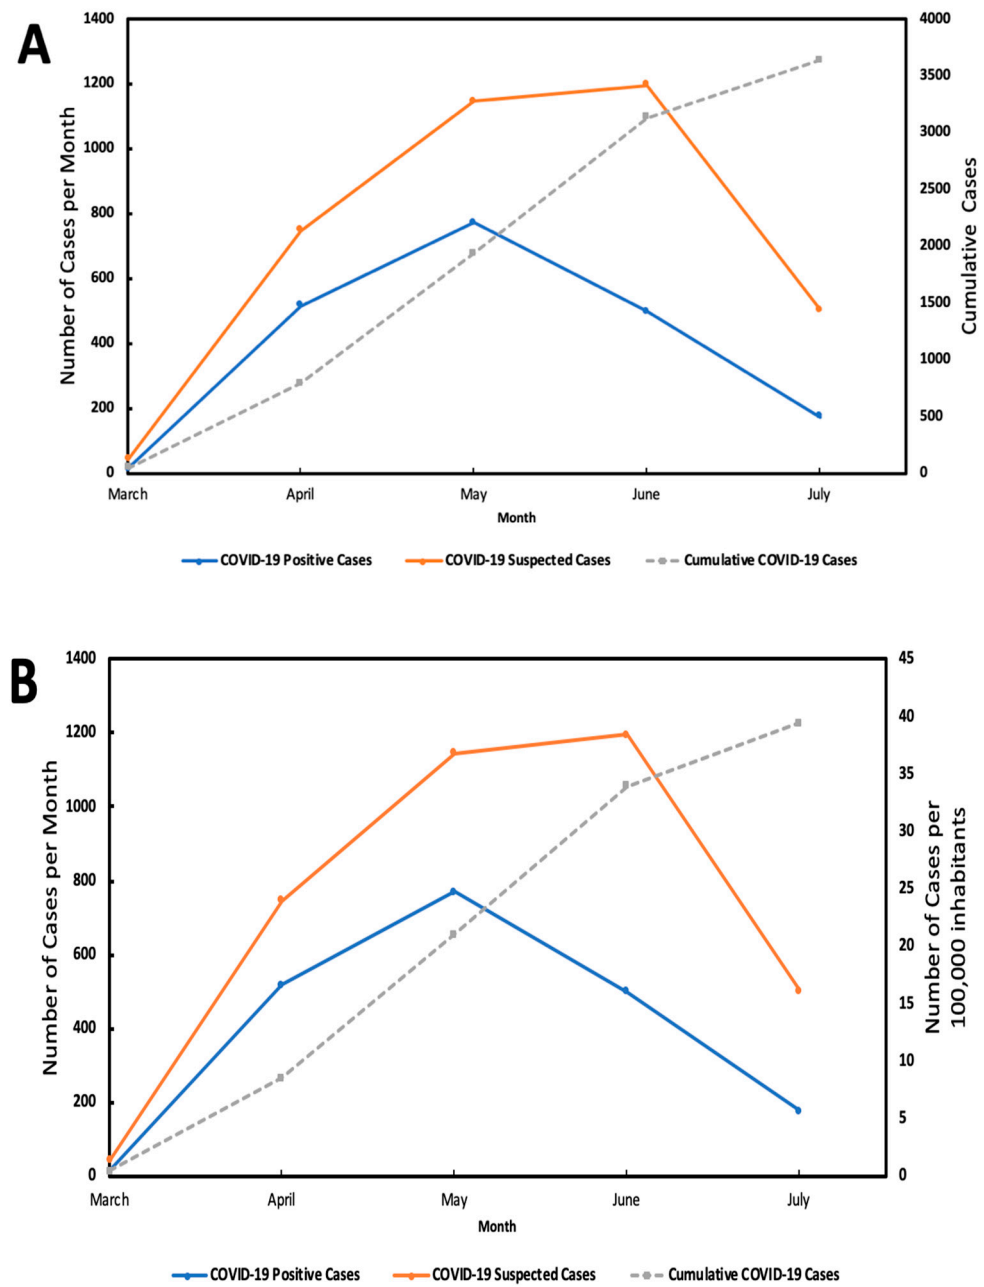 A
1400
1200
1000
800
600
400
200
0
Number of Cases per Month
4000
3500
3000
2500
2000
1500
1000
500
0
Cumulative Cases
March April May June July
Month
COVID-19 Positive Cases COVID-19 Suspected Cases Cumulative COVID-19 Cases
B
1400
1200
1000
800
600
400
200
0
Number of Cases per Month
45
40
35
30
25
20
15
10
5
0
Number of Cases per
100,000 inhabitants
March April May June July
Month
COVID-19 Positive Cases COVID-19 Suspected Cases Cumulative COVID-19 Cases